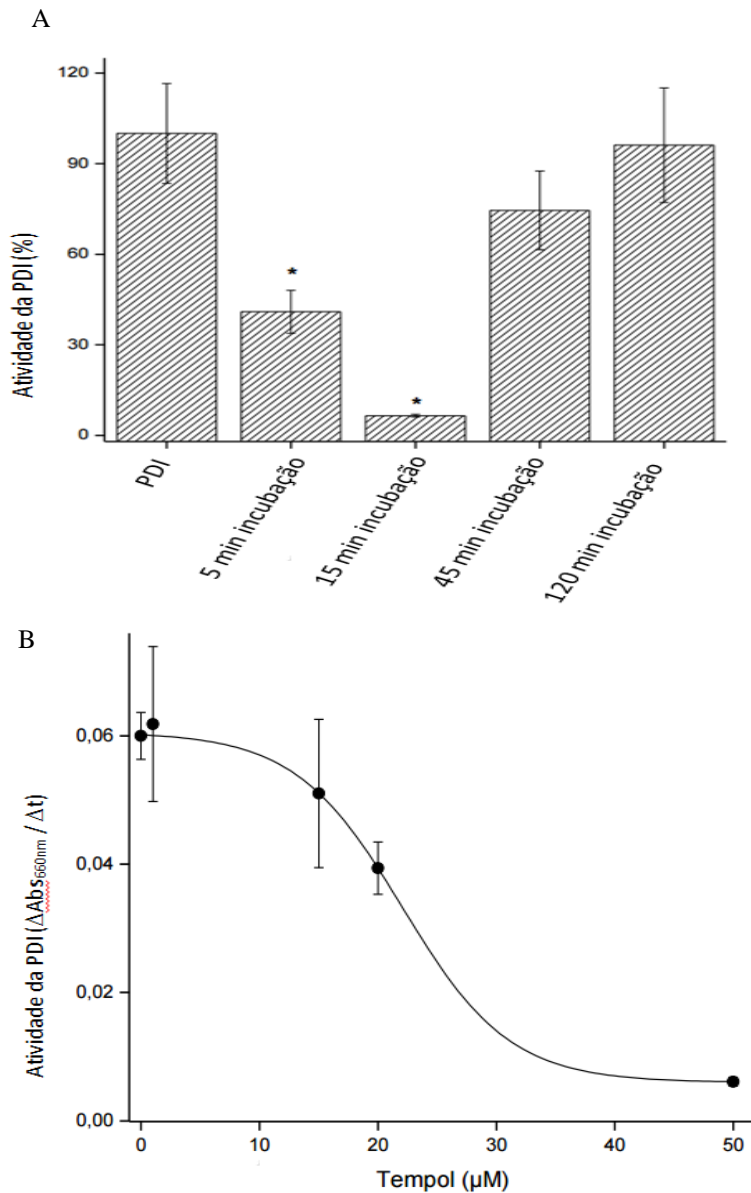 A
Atividade da PDI (%)
120
90
60
30
0
*
*
PDI
5 min incubação
15 min incubação
45 min incubação
120 min incubação
B
Atividade da PDI (ΔAbs660nm / Δt)
0,06
0,04
0,02
0,00
0
10
20
30
40
50
Tempol (µM)